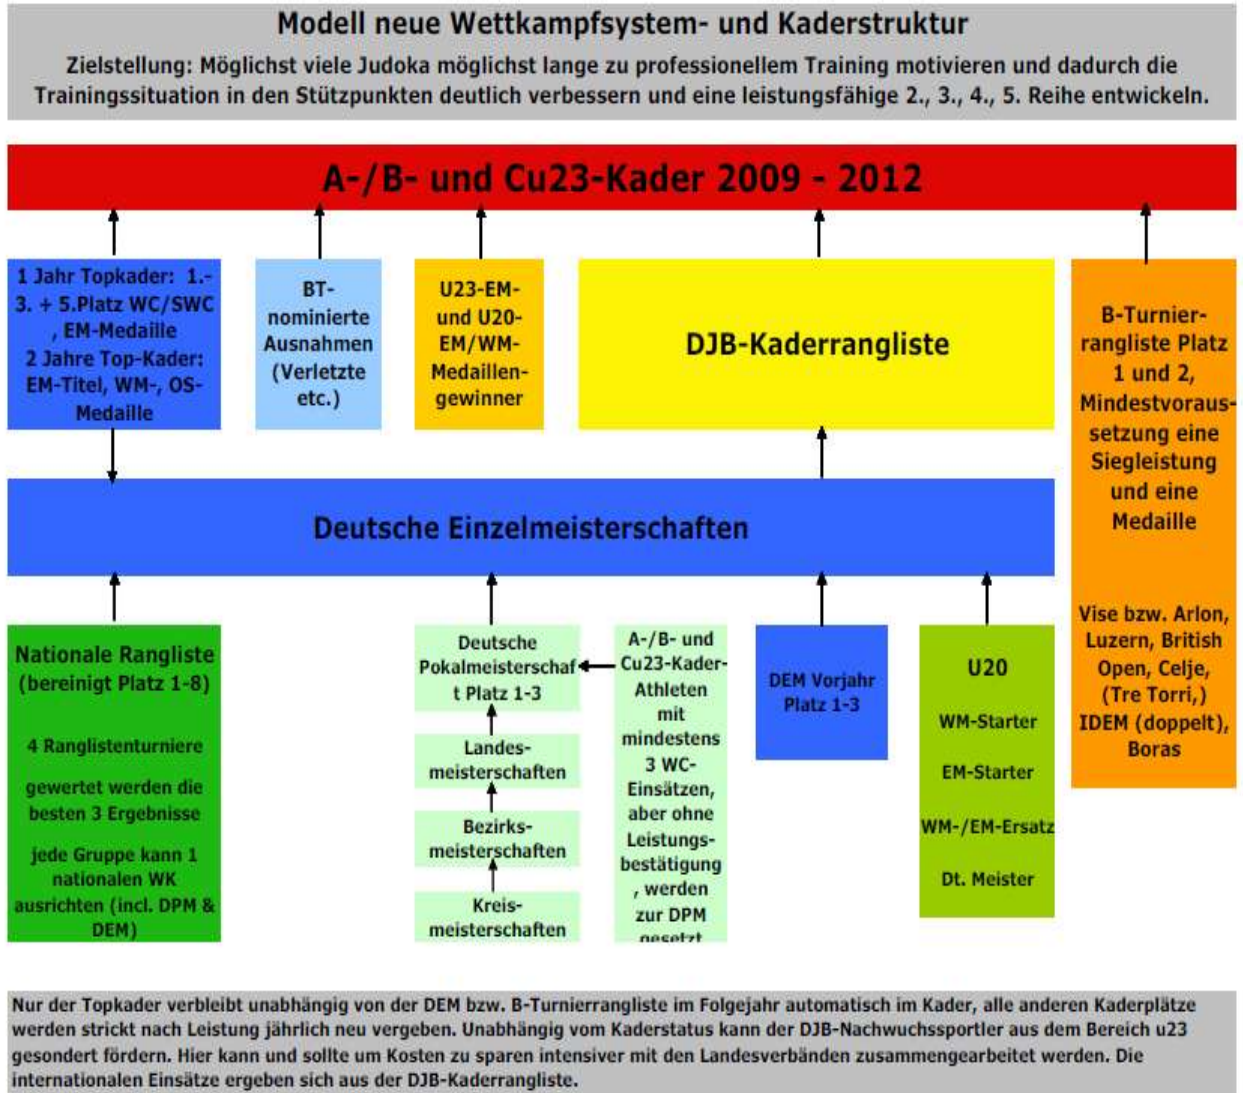 Modell neue Wettkampfsystem- und Kaderstruktur
Zielstellung: Möglichst viele Judoka möglichst lange zu professionellem Training motivieren und dadurch die
Trainingssituation in den Stützpunkten deutlich verbessern und eine leistungsfähige 2., 3., 4., 5. Reihe entwickeln.
A-/B- und Cu23-Kader 2009 - 2012
1 Jahr Topkader: 1.-
3. + 5.Platz WC/SWC
, EM-Medaille
2 Jahre Top-Kader:
EM-Titel, WM-, OS-
Medaille
BT-
nominierte
Ausnahmen
(Verletzte
etc.)
U23-EM-
und U20-
EM/WM-
Medaillen-
gewinner
DJB-Kaderrangliste
B-Turnier-
rangliste Platz
1 und 2,
Mindestvoraus-
setzung eine
Siegleistung
und eine
Medaille
Vise bzw. Arlon,
Luzern, British
Open, Celje,
(Tre Torri,)
IDEM (doppelt),
Boras
Deutsche Einzelmeisterschaften
Nationale Rangliste
(bereinigt Platz 1-8)
4 Ranglistenturniere
gewertet werden die
besten 3 Ergebnisse
jede Gruppe kann 1
nationalen WK
ausrichten (incl. DPM &
DEM)
Deutsche
Pokalmeisterschaf
t Platz 1-3
Landes-
meisterschaften
Bezirks-
meisterschaften
Kreis-
meisterschaften
A-/B- und
Cu23-Kader-
Athleten
mit
mindestens
3 WC-
Einsätzen,
aber ohne
Leistungs-
bestätigung
, werden
zur DPM
gesetzt
DEM Vorjahr
Platz 1-3
U20
WM-Starter
EM-Starter
WM-/EM-Ersatz
Dt. Meister
Nur der Topkader verbleibt unabhängig von der DEM bzw. B-Turnierrangliste im Folgejahr automatisch im Kader, alle anderen Kaderplätze
werden strickt nach Leistung jährlich neu vergeben. Unabhängig vom Kaderstatus kann der DJB-Nachwuchssportler aus dem Bereich u23
gesondert fördern. Hier kann und sollte um Kosten zu sparen intensiver mit den Landesverbänden zusammengearbeitet werden. Die
internationalen Einsätze ergeben sich aus der DJB-Kaderrangliste.